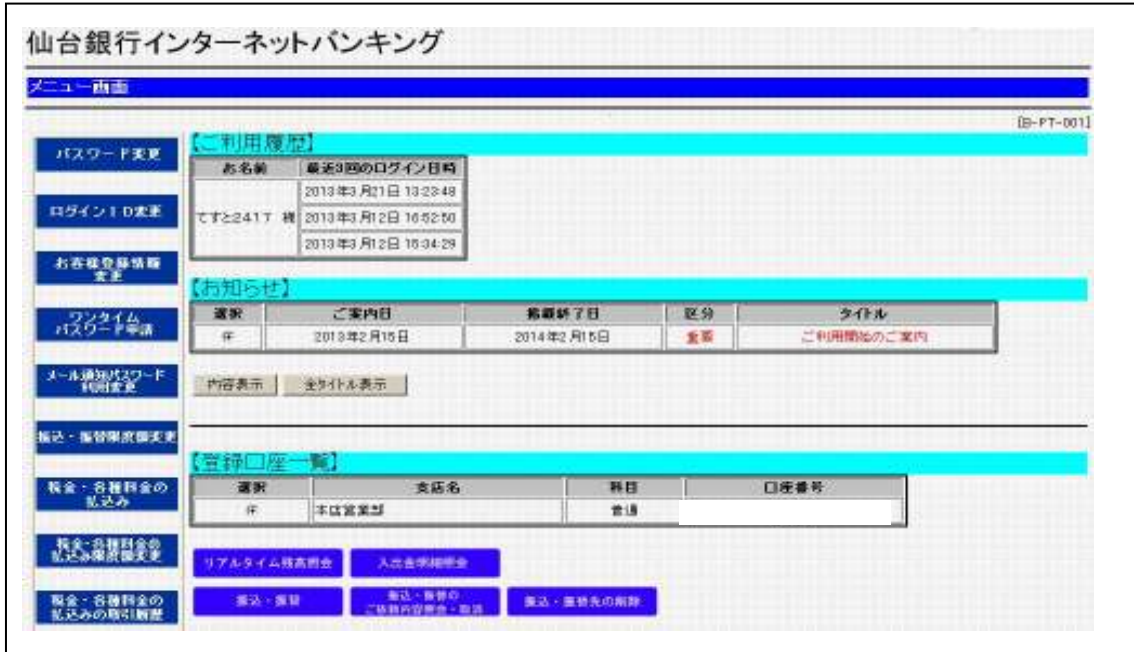 仙台銀行インターネットバンキング
メニュー画面
[B-PT-001]
パスワード変更
ログインID変更
お客様登録情報
変更
ワンタイム
パスワード申請
メール通知パスワード
利用変更
振込・振替限度額変更
税金・各種料金の
払込み
税金・各種料金の
払込み限度額変更
税金・各種料金の
払込みの取引履歴
【ご利用履歴】
お名前 最近3回のログイン日時
てすと2417 様
2013年3月21日 13:23:48
2013年3月12日 16:52:50
2013年3月12日 15:34:29
【お知らせ】
選択 ご案内日 掲載終了日 区分 タイトル
2013年2月15日 2014年2月15日 重要 ご利用開始のご案内
内容表示 全タイトル表示
【登録口座一覧】
選択 支店名 科目 口座番号
本店営業部 普通
リアルタイム残高照会 入出金明細照会
振込・振替
振込・振替の
ご依頼内容照会・取消
振込・振替先の削除